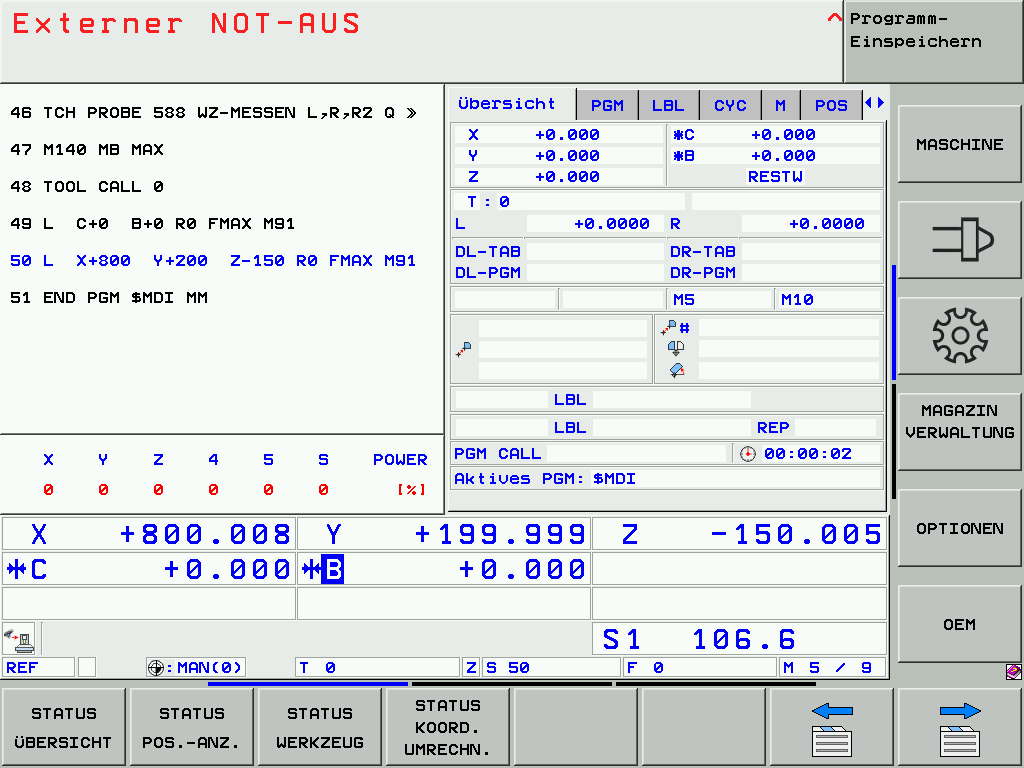 Externer NOT-AUS
^
Programm-
Einspeichern
46 TCH PROBE 588 WZ-MESSEN L,R,R2 Q »
47 M140 MB MAX
48 TOOL CALL 0
49 L C+0 B+0 R0 FMAX M91
50 L X+800 Y+200 Z-150 R0 FMAX M91
51 END PGM $MDI MM
X Y Z 4 5 S POWER
0 0 0 0 0 0 [%]
Übersicht PGM LBL CYC M POS
X +0.000 *C +0.000
Y +0.000 *B +0.000
Z +0.000 RESTW
T : 0
L +0.0000 R +0.0000
DL-TAB DR-TAB
DL-PGM DR-PGM
M5 M10
#
LBL
LBL REP
PGM CALL 00:00:02
Aktives PGM: $MDI
X +800.008 Y +199.999 Z -150.005
*C +0.000 *B +0.000
S1 106.6
REF : MAN(0) T 0 Z S 50 F 0 M 5 / 9
MASCHINE
MAGAZIN
VERWALTUNG
OPTIONEN
OEM
STATUS
ÜBERSICHT
STATUS
POS.-ANZ.
STATUS
WERKZEUG
STATUS
KOORD.
UMRECHN.